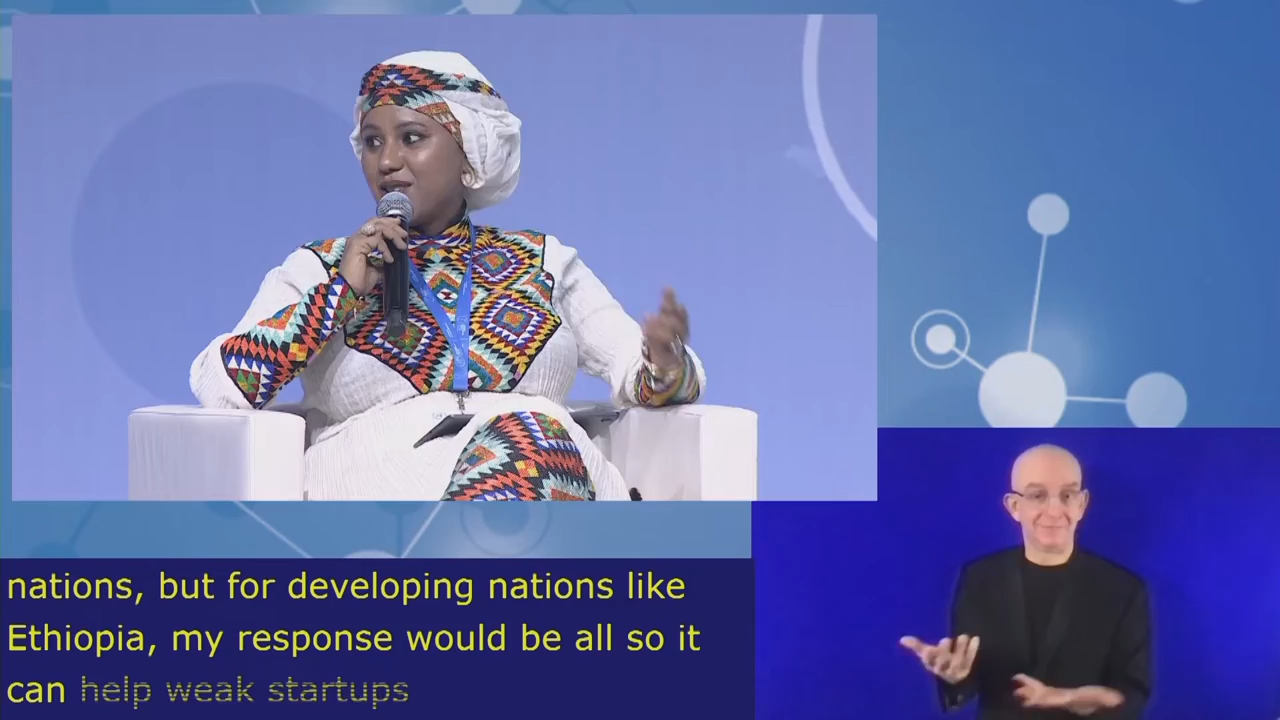 nations, but for developing nations like
Ethiopia, my response would be all so it
can help weak startups